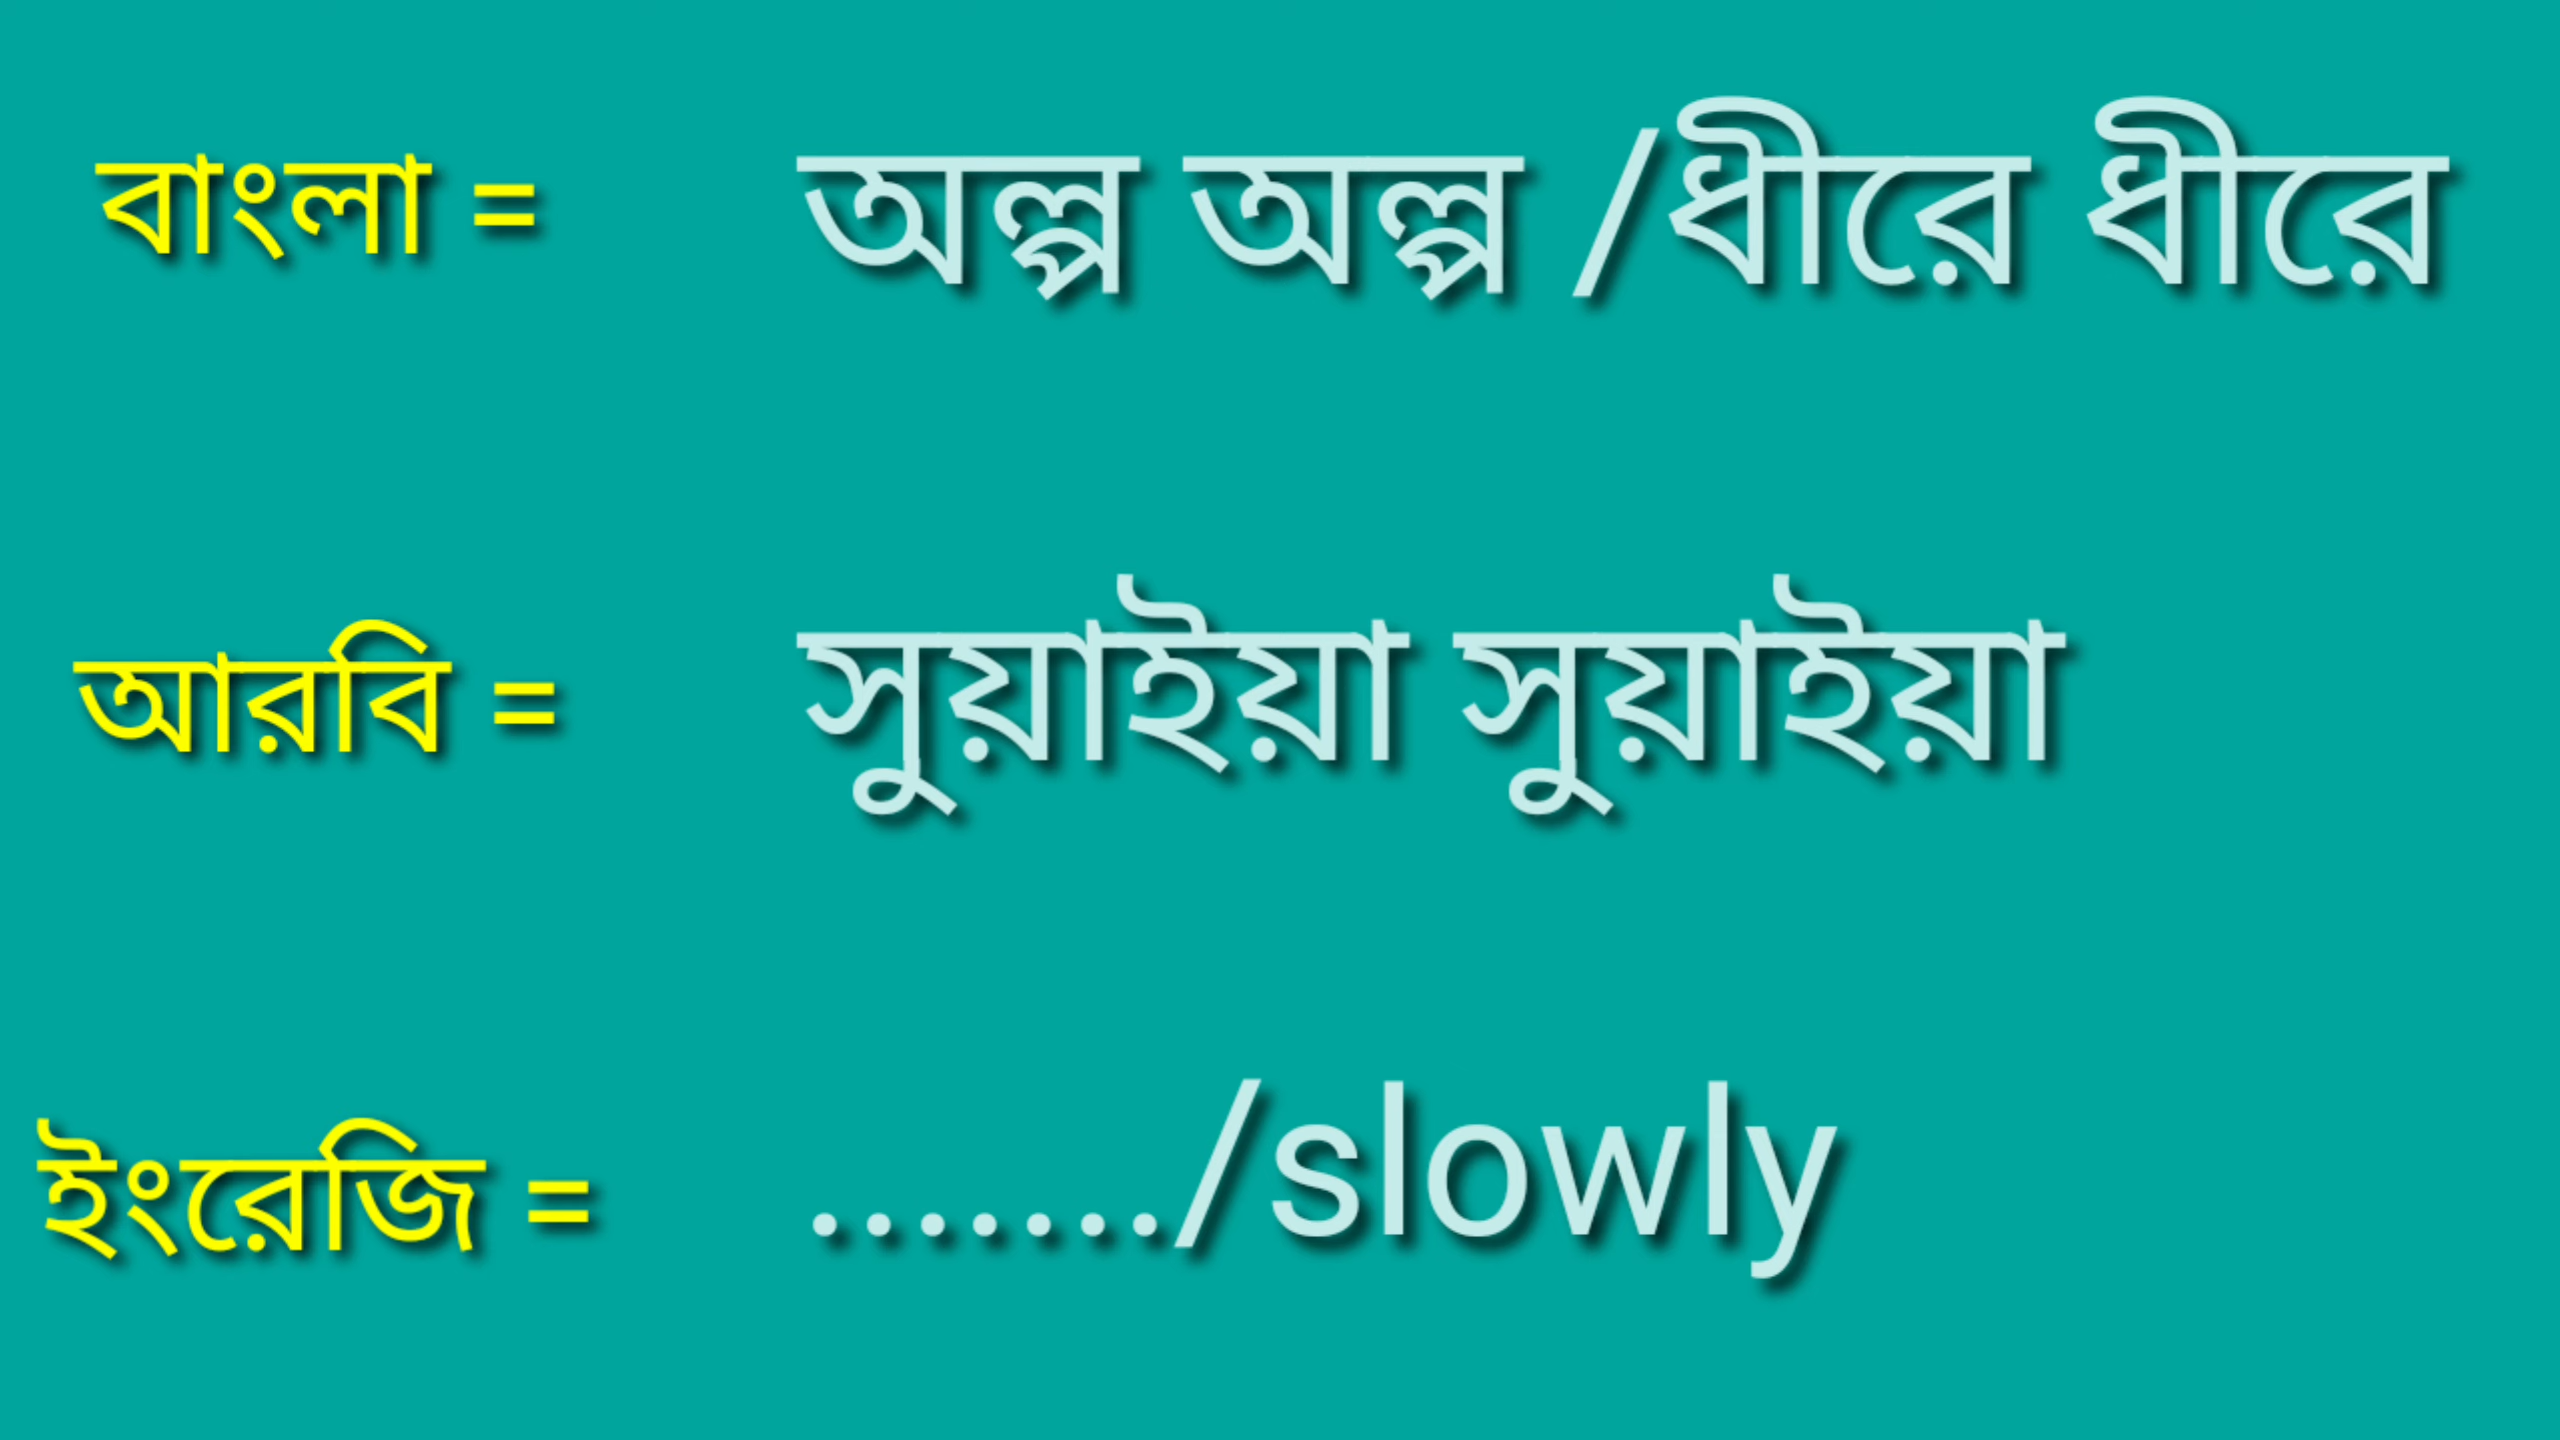 বাংলা = অল্প অল্প /ধীরে ধীরে
আরবি = সুয়াইয়া সুয়াইয়া
ইংরেজি = ......./slowly